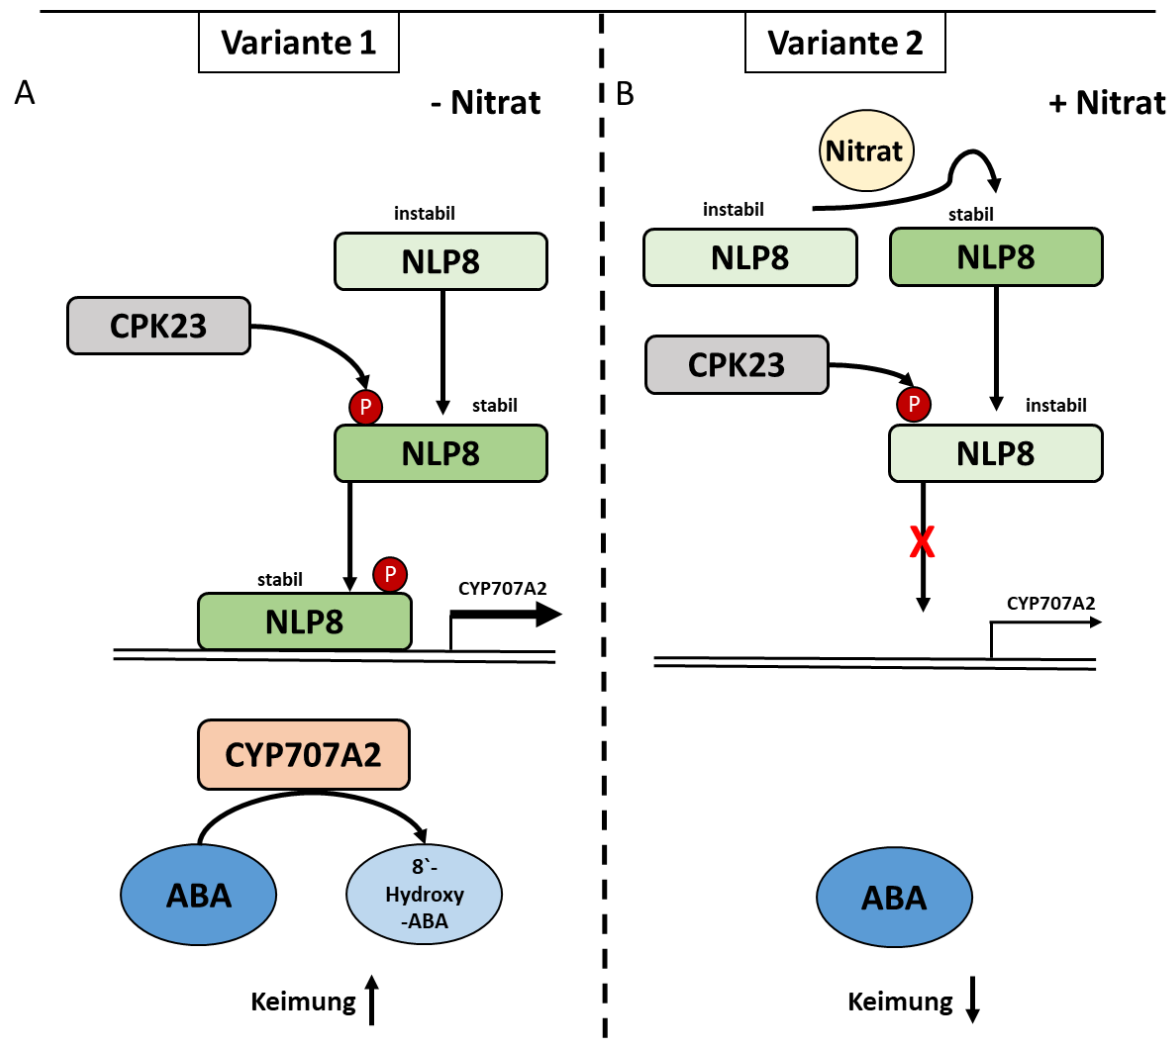 Variante 1
A
- Nitrat
instabil
NLP8
CPK23
P
stabil
NLP8
P
stabil
NLP8
CYP707A2
CYP707A2
ABA
8`-
Hydroxy
-ABA
Keimung
Variante 2
B
+ Nitrat
Nitrat
instabil
NLP8
stabil
NLP8
CPK23
P
instabil
NLP8
X
CYP707A2
ABA
Keimung